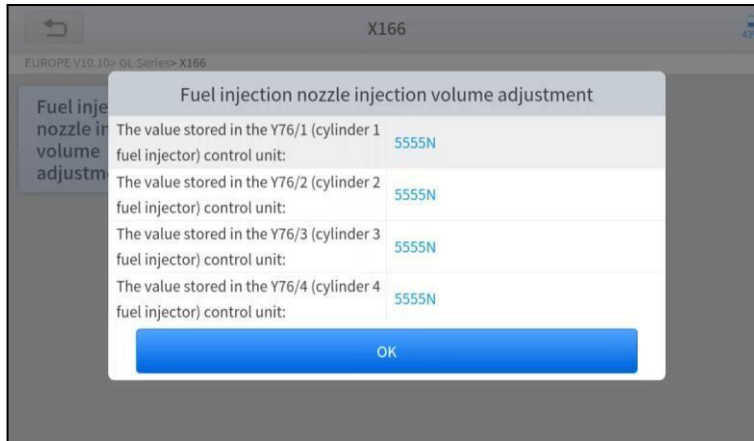 X166
EUROPE V10.10> GL Series> X166
Fuel injection nozzle injection volume adjustment
Fuel inje
nozzle in
volume
adjustm
The value stored in the Y76/1 (cylinder 1
fuel injector) control unit:
5555N
The value stored in the Y76/2 (cylinder 2
fuel injector) control unit:
5555N
The value stored in the Y76/3 (cylinder 3
fuel injector) control unit:
5555N
The value stored in the Y76/4 (cylinder 4
fuel injector) control unit:
5555N
OK